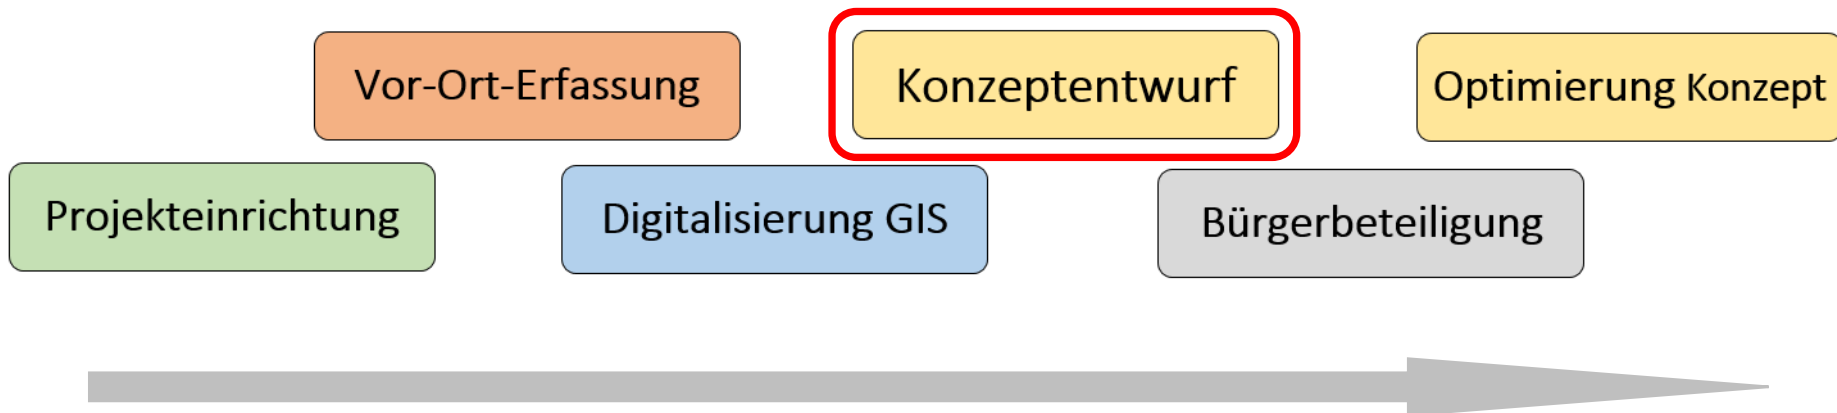 Vor-Ort-Erfassung
Konzeptentwurf
Optimierung Konzept
Projekteinrichtung
Digitalisierung GIS
Bürgerbeteiligung